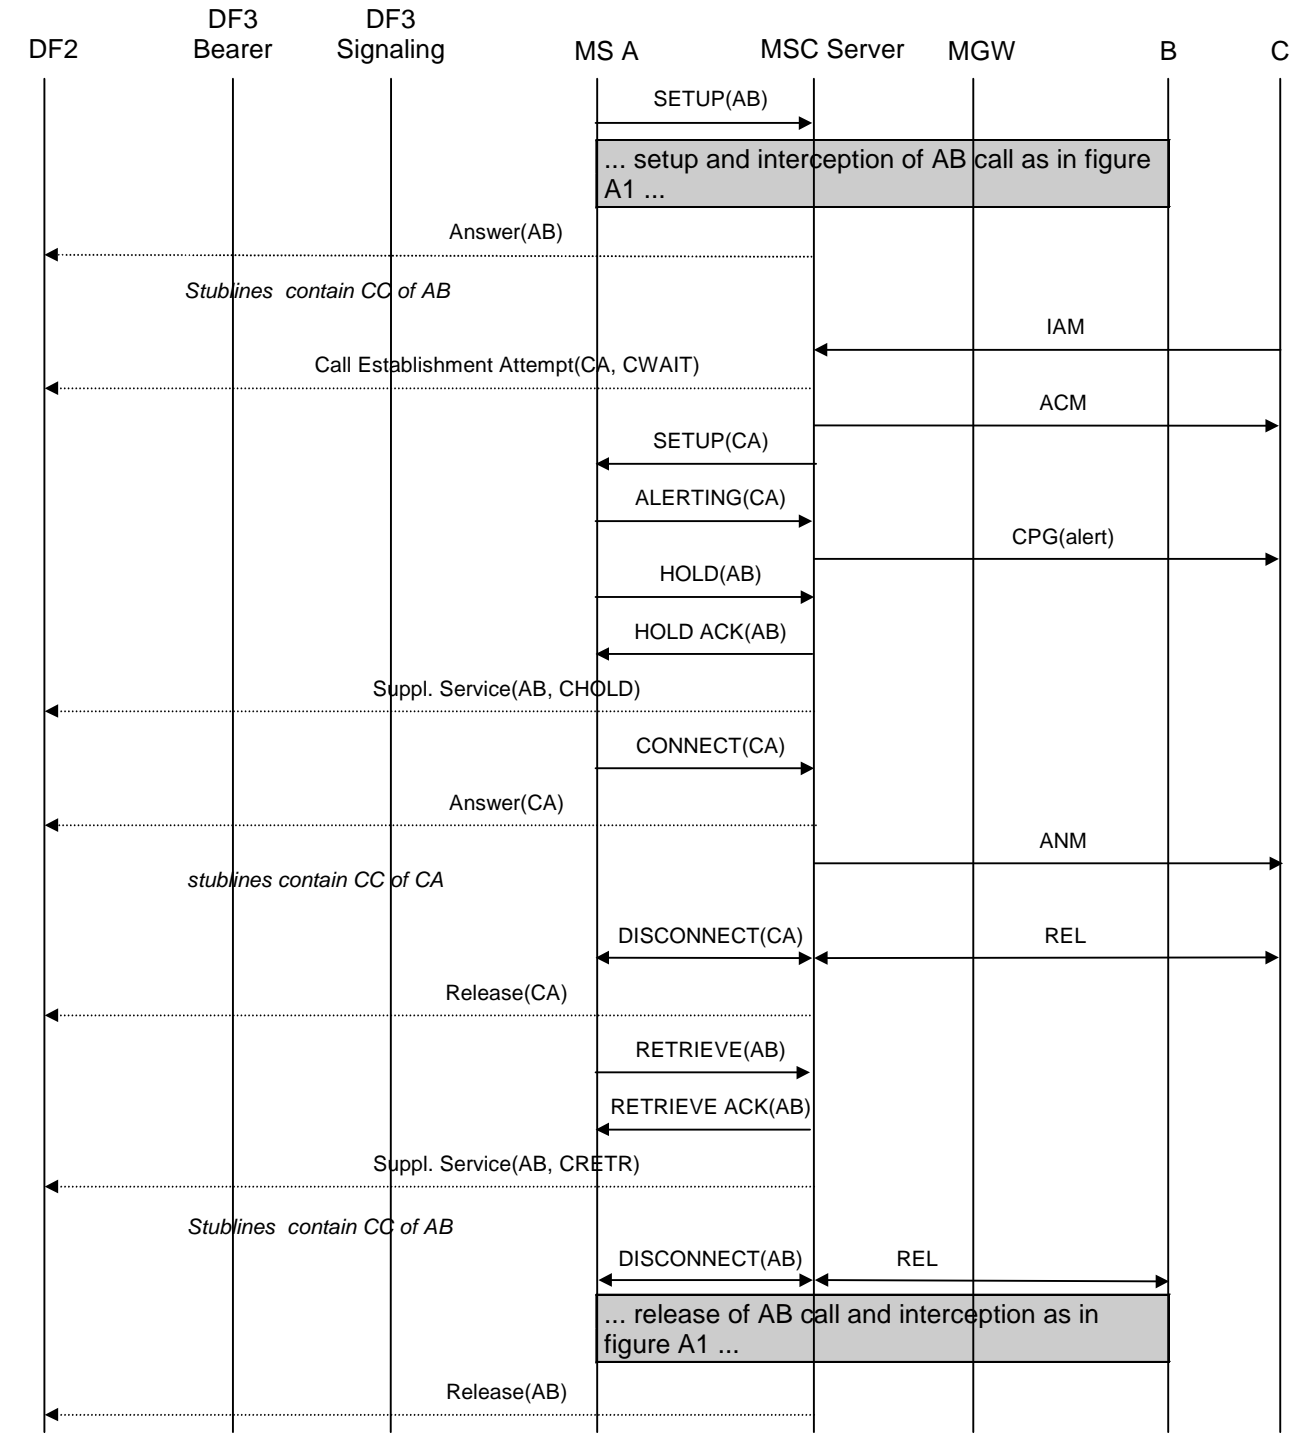 DF2
DF3
Bearer
DF3
Signaling
MS A
MSC Server
MGW
B
C
SETUP(AB)
... setup and interception of AB call as in figure
A1 ...
Answer(AB)
Stublines contain CC of AB
IAM
Call Establishment Attempt(CA, CWAIT)
ACM
SETUP(CA)
ALERTING(CA)
CPG(alert)
HOLD(AB)
HOLD ACK(AB)
Suppl. Service(AB, CHOLD)
CONNECT(CA)
Answer(CA)
ANM
stublines contain CC of CA
DISCONNECT(CA)
REL
Release(CA)
RETRIEVE(AB)
RETRIEVE ACK(AB)
Suppl. Service(AB, CRETR)
Stublines contain CC of AB
DISCONNECT(AB)
REL
... release of AB call and interception as in
figure A1 ...
Release(AB)